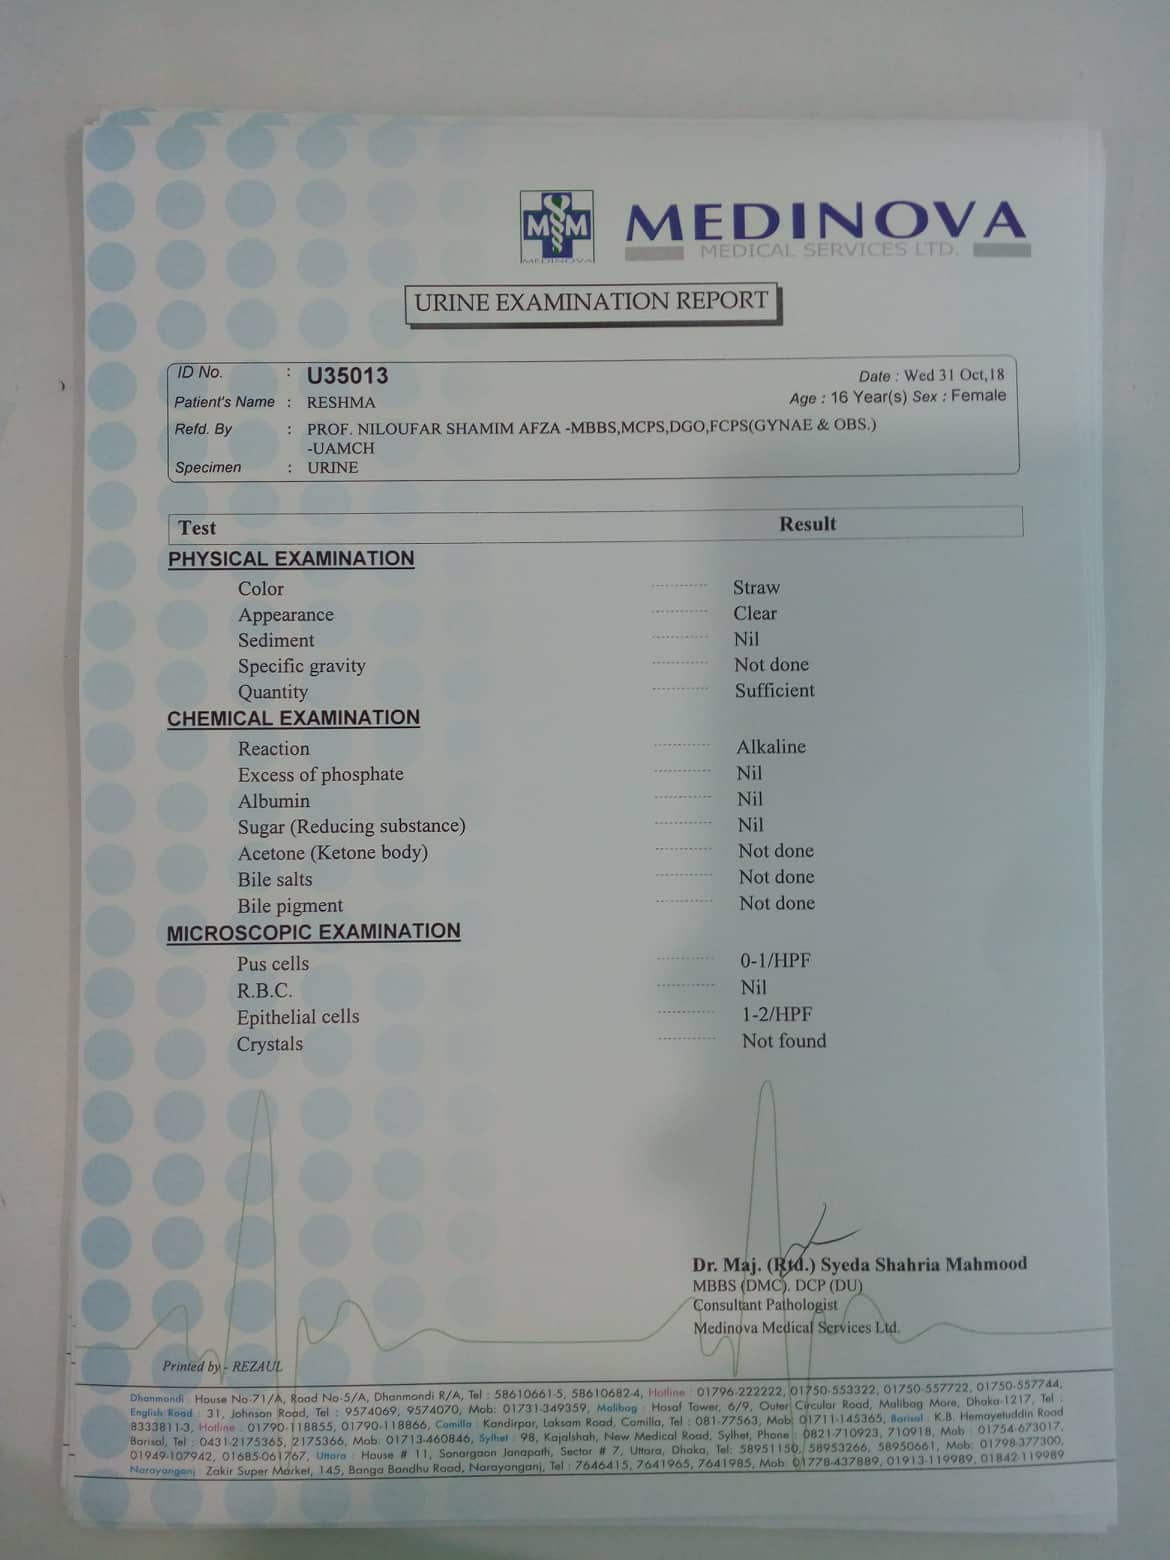 M M
MEDINOVA
MEDINOVA
MEDICAL SERVICES LTD.
URINE EXAMINATION REPORT
ID No. : U35013
Date : Wed 31 Oct,18
Patient's Name : RESHMA
Age : 16 Year(s) Sex : Female
Refd. By : PROF. NILOUFAR SHAMIM AFZA -MBBS,MCPS,DGO,FCPS(GYNAE & OBS.)
-UAMCH
Specimen : URINE
Test Result
PHYSICAL EXAMINATION
Color ----------- Straw
Appearance ----------- Clear
Sediment ----------- Nil
Specific gravity ----------- Not done
Quantity ----------- Sufficient
CHEMICAL EXAMINATION
Reaction ----------- Alkaline
Excess of phosphate ----------- Nil
Albumin ----------- Nil
Sugar (Reducing substance) ----------- Nil
Acetone (Ketone body) ----------- Not done
Bile salts ----------- Not done
Bile pigment ----------- Not done
MICROSCOPIC EXAMINATION
Pus cells ----------- 0-1/HPF
R.B.C. ----------- Nil
Epithelial cells ----------- 1-2/HPF
Crystals ----------- Not found
Dr. Maj. (Rtd.) Syeda Shahria Mahmood
MBBS (DMC). DCP (DU)
Consultant Pathologist
Medinova Medical Services Ltd.
Printed by - REZAUL
Dhanmondi : House No-71/A, Road No-5/A, Dhanmondi R/A, Tel : 58610661-5, 58610682-4, Hotline : 01796-222222, 01750-553322, 01750-557722, 01750-557744,
English Road : 31, Johnson Road, Tel : 9574069, 9574070, Mob: 01731-349359, Malibag : Hosaf Tower, 6/9, Outer Circular Road, Malibag More, Dhaka-1217, Tel :
8333811-3, Hotline : 01790-118855, 01790-118866, Comilla : Kandirpar, Laksam Road, Comilla, Tel : 081-77563, Mob: 01711-145365, Barisal : K.B. Hemayetuddin Road
Barisal, Tel : 0431-2175365, 2175366, Mob: 01713-460846, Sylhet : 98, Kajalshah, New Medical Road, Sylhet, Phone : 0821-710923, 710918, Mob : 01754-673017,
01949-107942, 01685-061767, Uttara : House # 11, Sonargaon Janapath, Sector # 7, Uttara, Dhaka, Tel: 58951150, 58953266, 58950661, Mob: 01798-377300,
Narayanganj : Zakir Super Market, 145, Banga Bandhu Road, Narayanganj, Tel : 7646415, 7641965, 7641985, Mob: 01778-437889, 01913-119989, 01842-119989